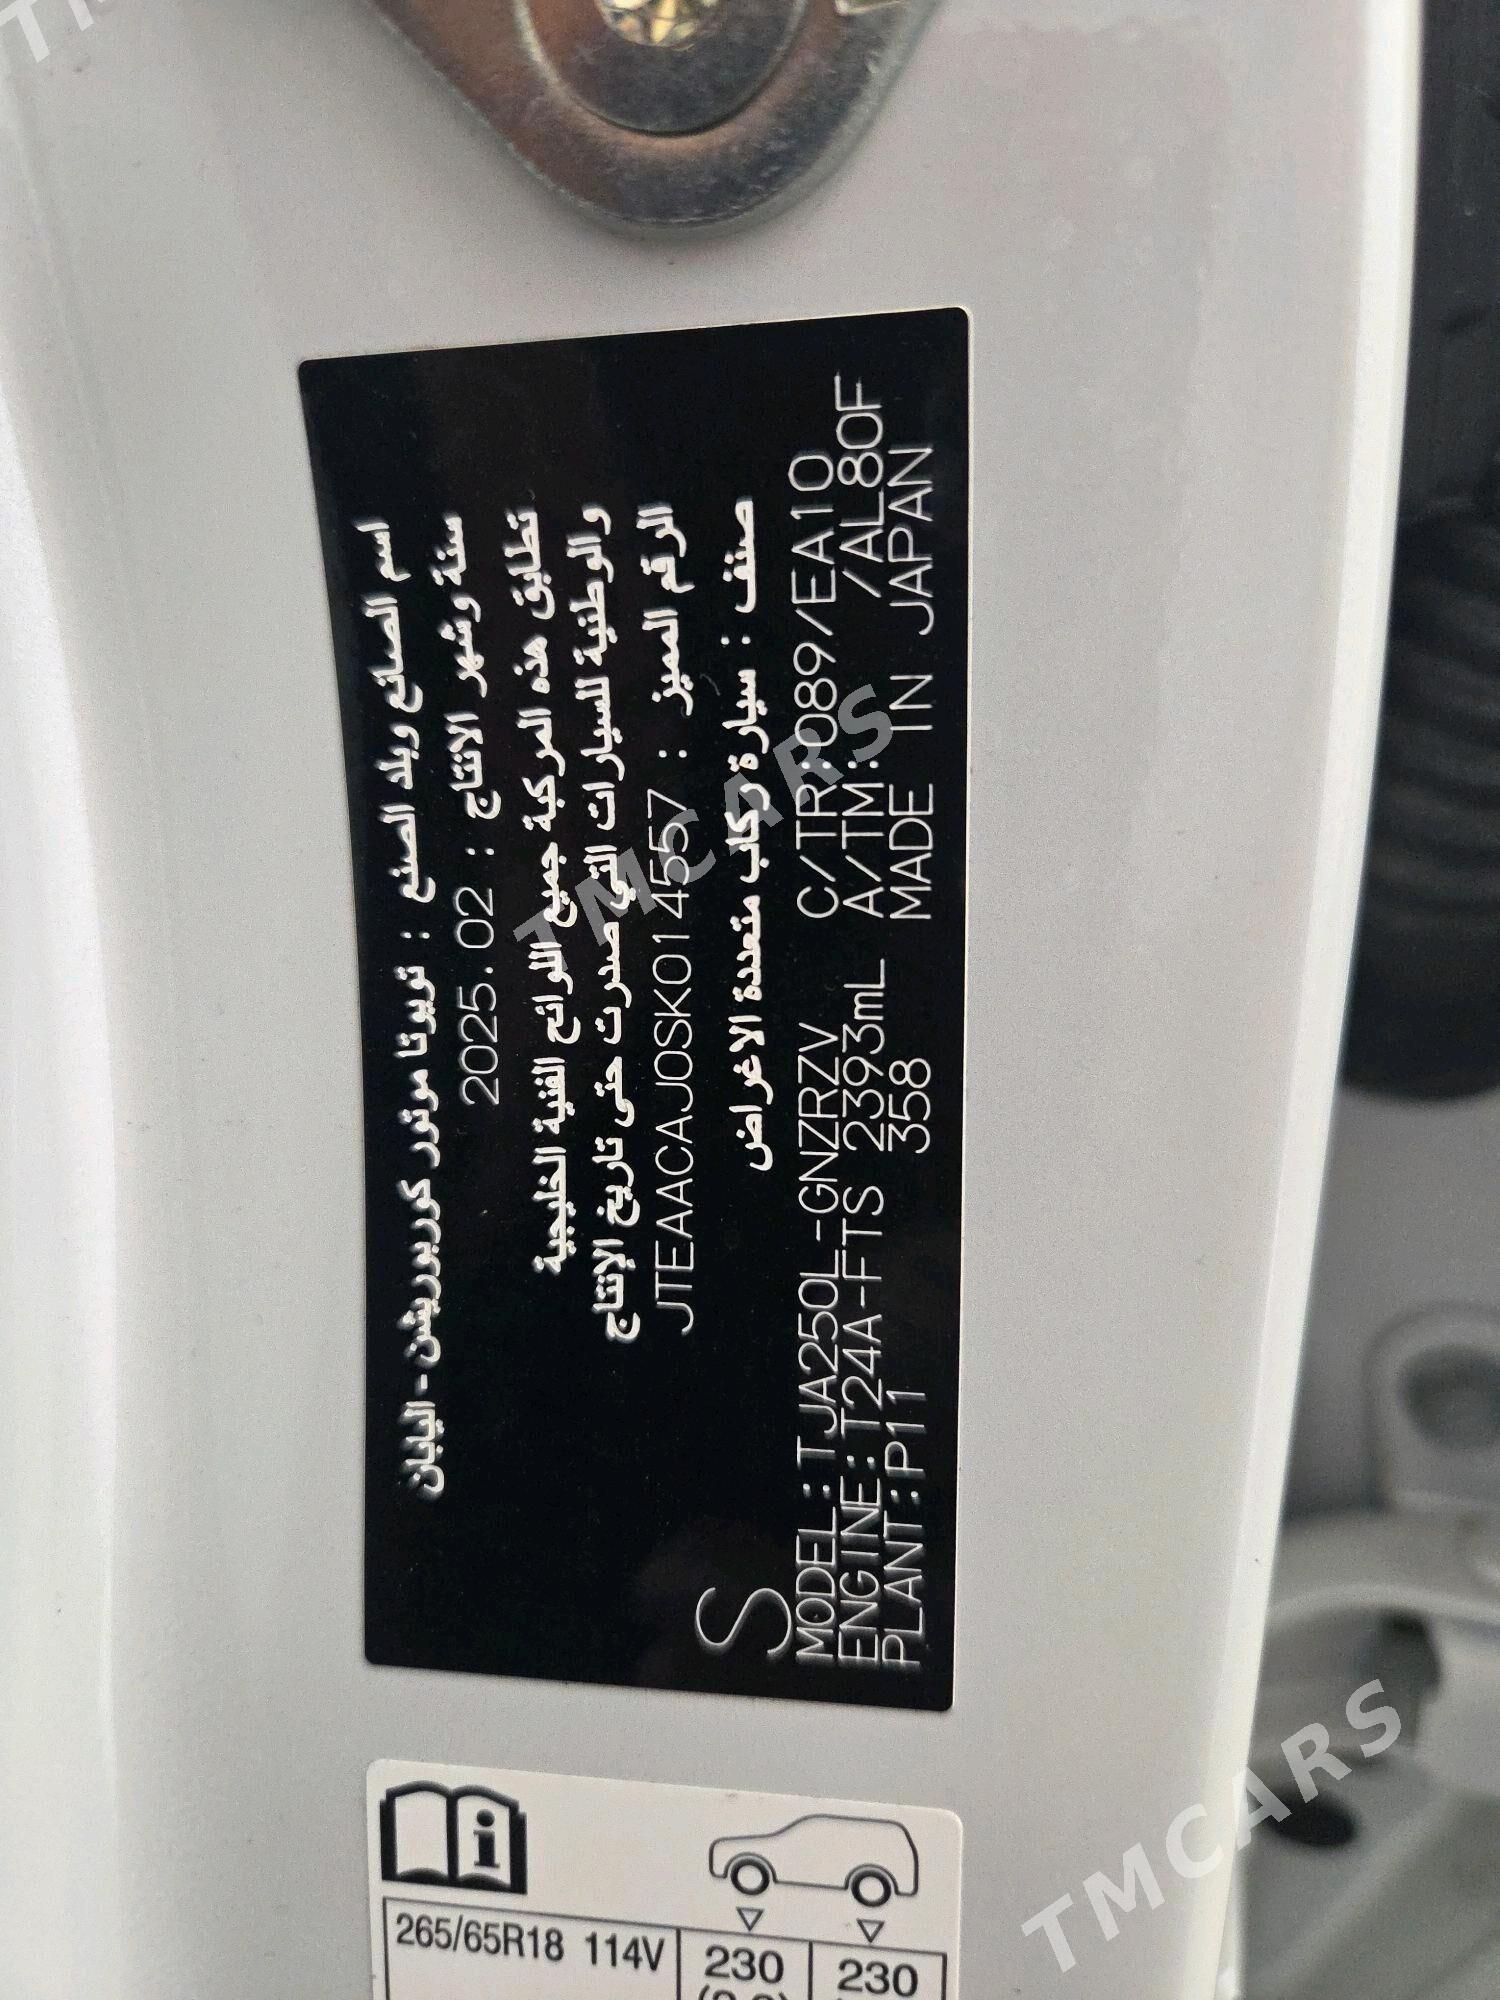 اسم الصانع وبلد الصنع : تويوتا موتور كوربوريشن - اليابان
سنة وشهر الانتاج : 2025.02
تطابق هذه المركبة جميع اللوائح الفنية الخليجية
والوطنية للسيارات التي صدرت حتى تاريخ الإنتاج
الرقم المميز : JTEAACAJ0SK014557
صنف : سيارة ركاب متعددة الاغراض
S
MODEL:TJA250L-GNZRZV C/TR:089/EA10
ENGINE:T24A-FTS 2393mL A/TM: /AL80F
PLANT:P11 358 MADE IN JAPAN
265/65R18 114V 230 230
TMCARS
TMCARS